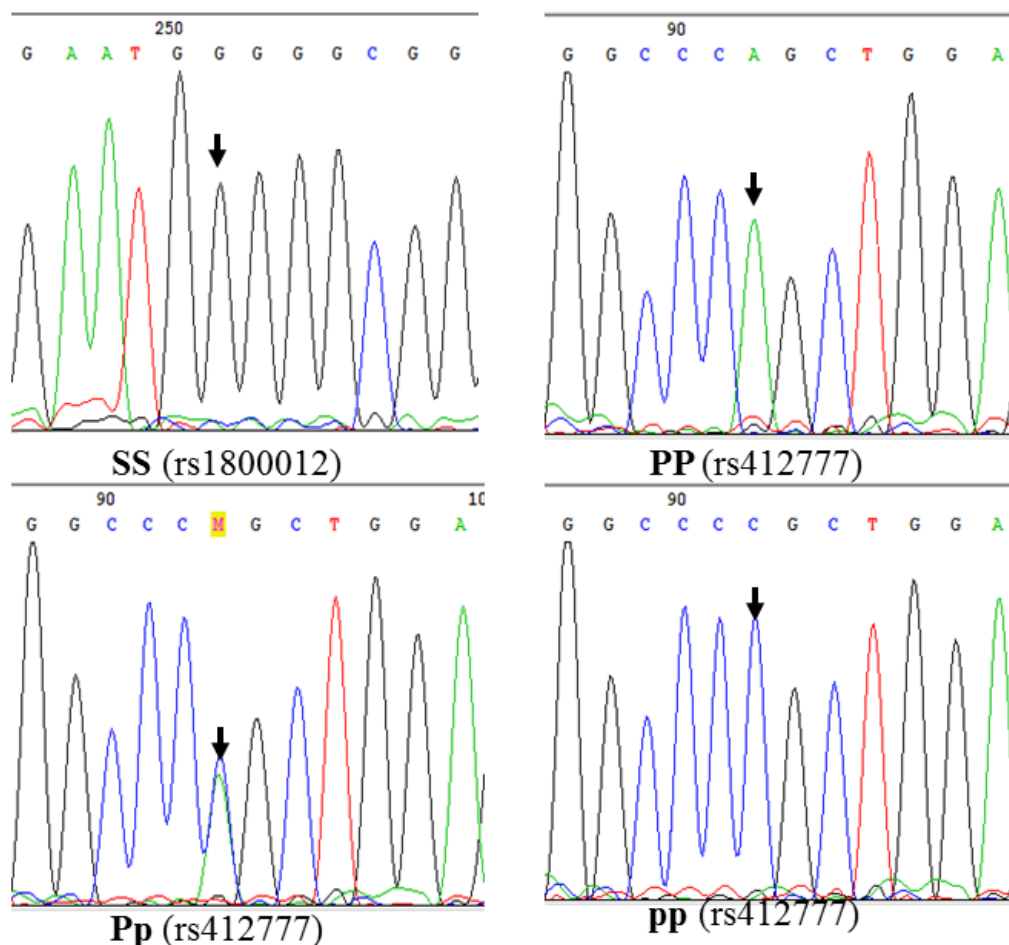 250
G A A T G G G G G C G G
SS (rs1800012)
90
G G C C C A G C T G G A
PP (rs412777)
90 10
G G C C C M G C T G G A
Pp (rs412777)
90
G G C C C C G C T G G A
pp (rs412777)